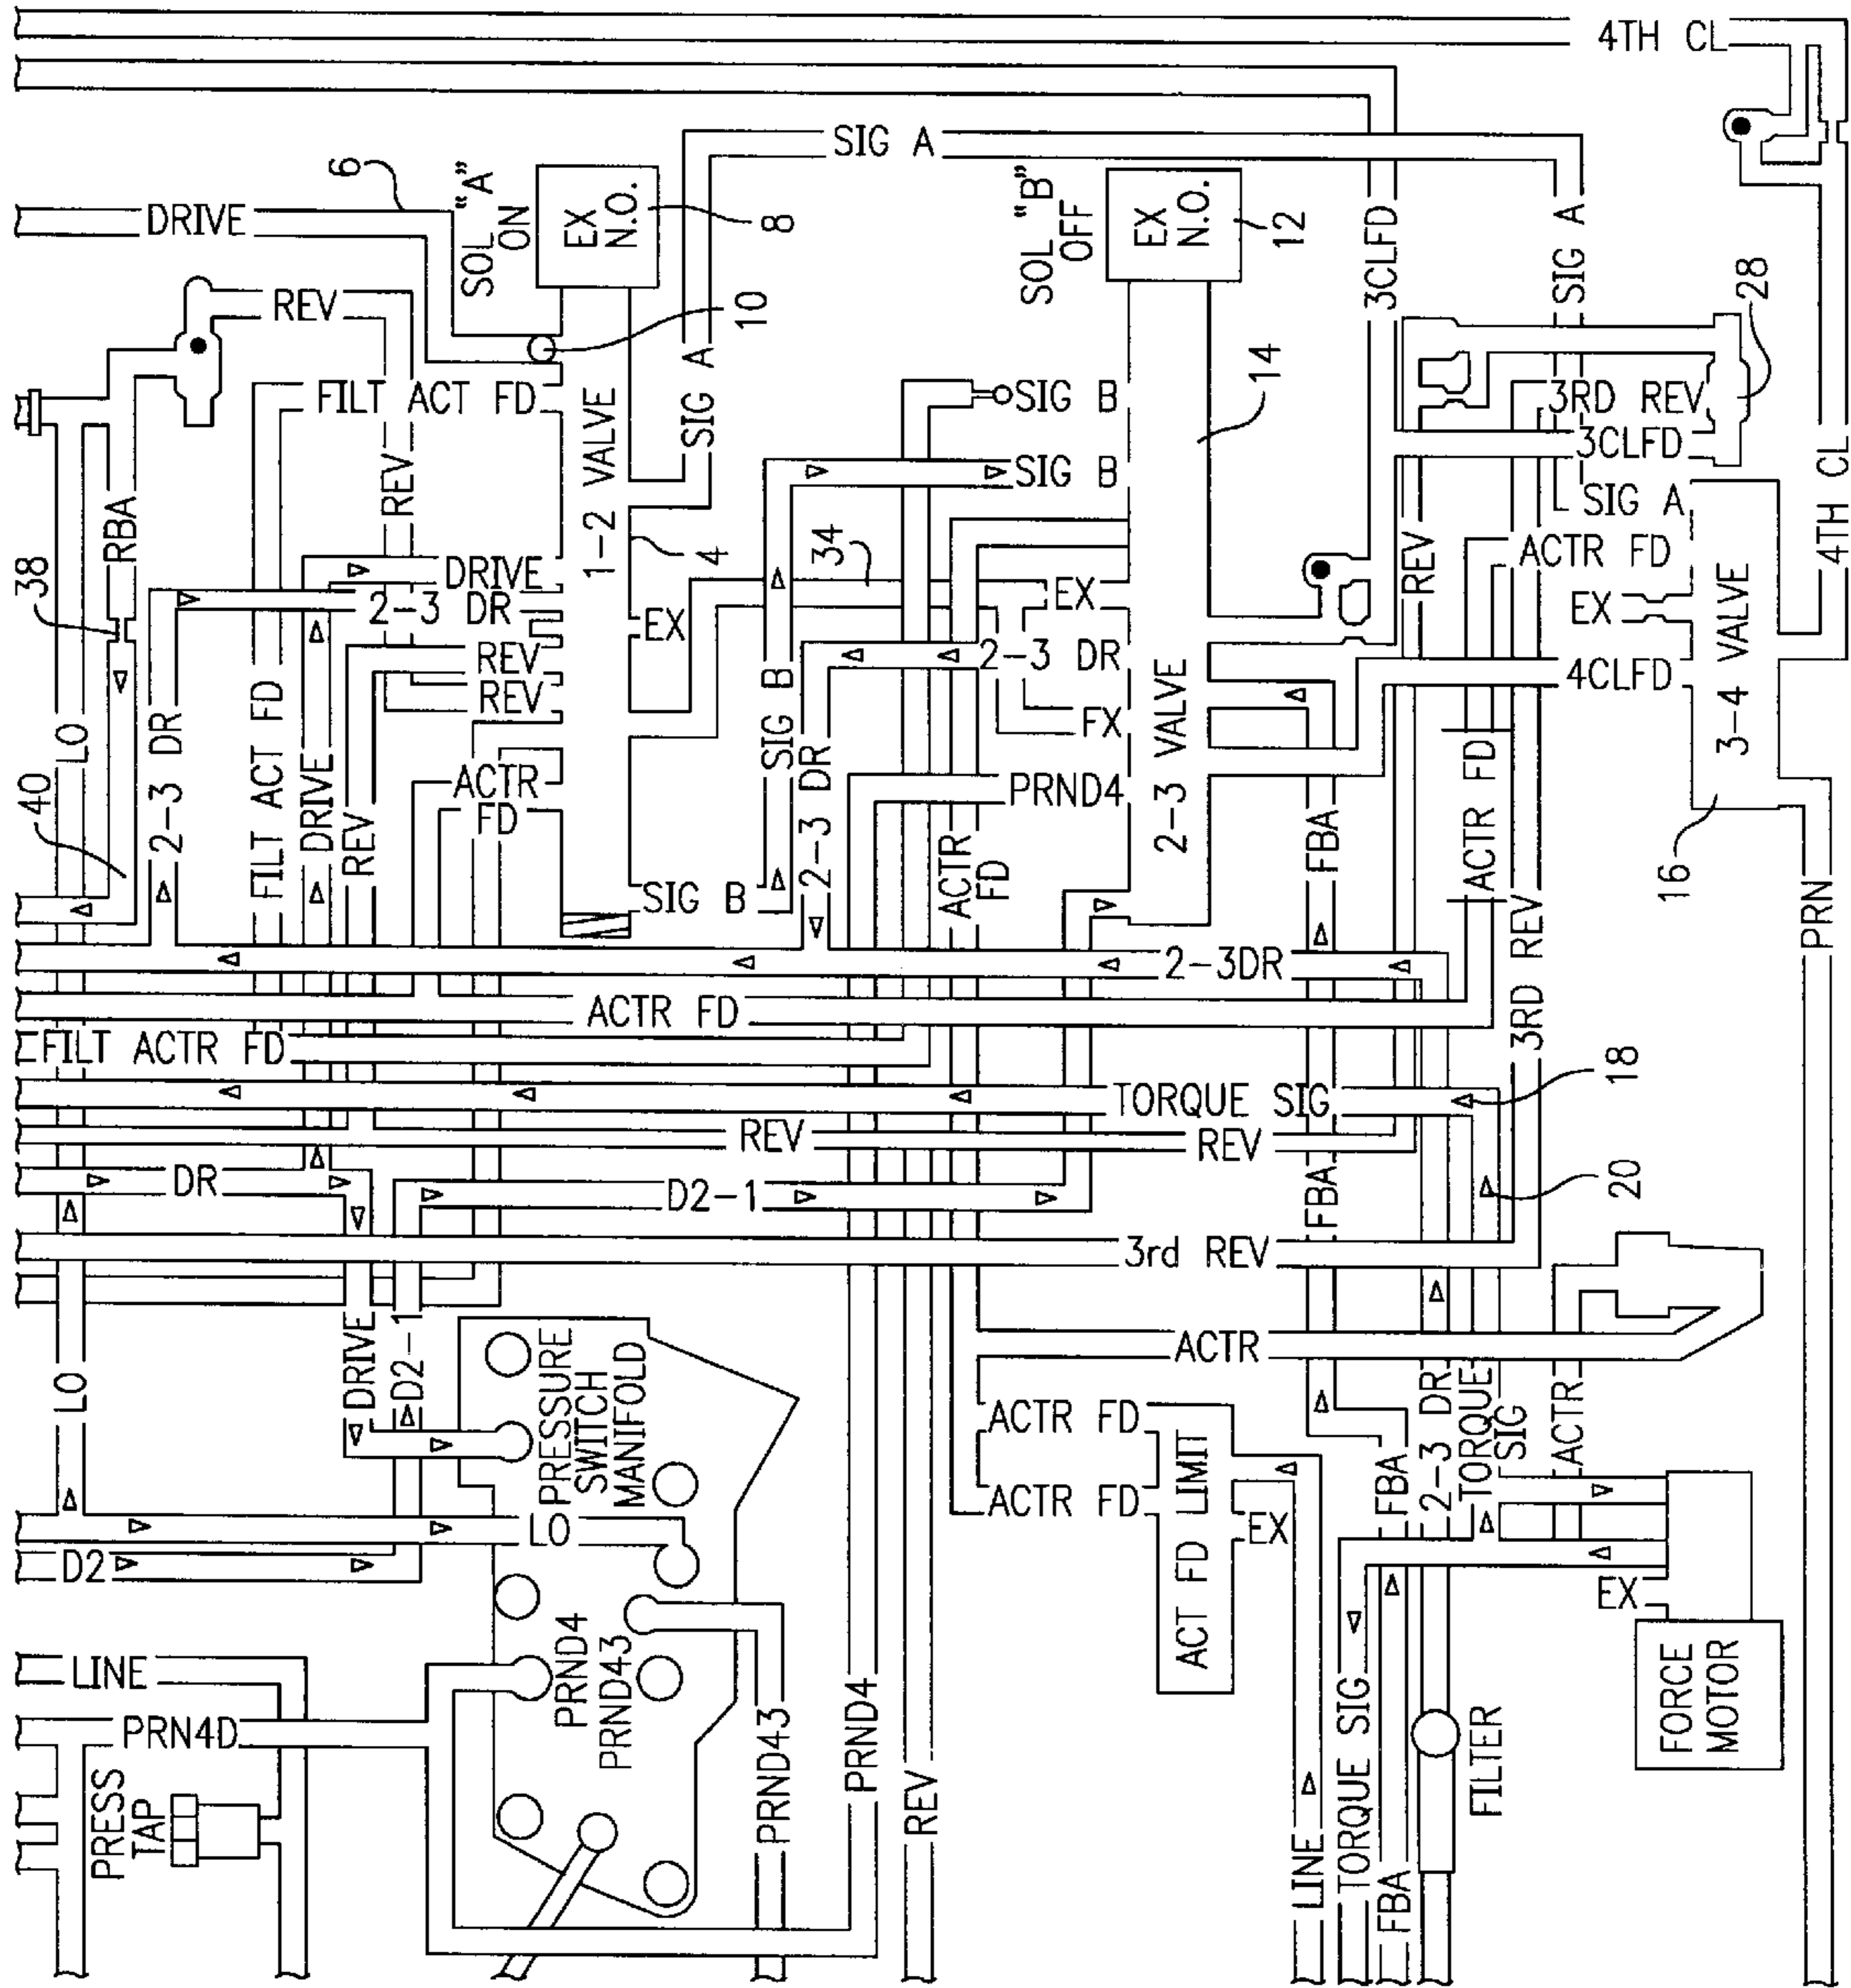 4TH CL
SIG A
6
DRIVE
SOL "A"
ON
EX
N.O.
8
SOL "B"
OFF
EX
N.O.
12
3CLFD
SIG A
28
REV
10
FILT ACT FD
1-2 VALVE
SIG A
SIG B
14
3RD REV
3CLFD
SIG A
4TH CL
REV
SIG B
38
RBA
DRIVE
4
34
REV
ACTR FD
2-3 DR
EX
EX
EX
3-4 VALVE
REV
REV
2-3 DR
4CLFD
FX
2-3 VALVE
40
LO
2-3 DR
FILT ACT FD
DRIVE
REV
ACTR
FD
SIG B
2-3 DR
PRND4
ACTR
FD
FBA
ACTR FD
16
SIG B
PRN
2-3DR
3RD REV
ACTR FD
FILT ACTR FD
TORQUE SIG
18
REV
REV
DR
D2-1
FBA
20
3rd REV
LO
DRIVE
D2-1
PRESSURE
SWITCH
MANIFOLD
ACTR
ACTR FD
ACTR FD
ACT FD LIMIT
EX
FBA
2-3 DR
TORQUE
SIG
ACTR
LO
D2
EX
LINE
PRND4
PRND43
PRN4D
PRND43
PRND4
REV
TORQUE SIG
FILTER
FORCE
MOTOR
PRESS
TAP
LINE
FBA